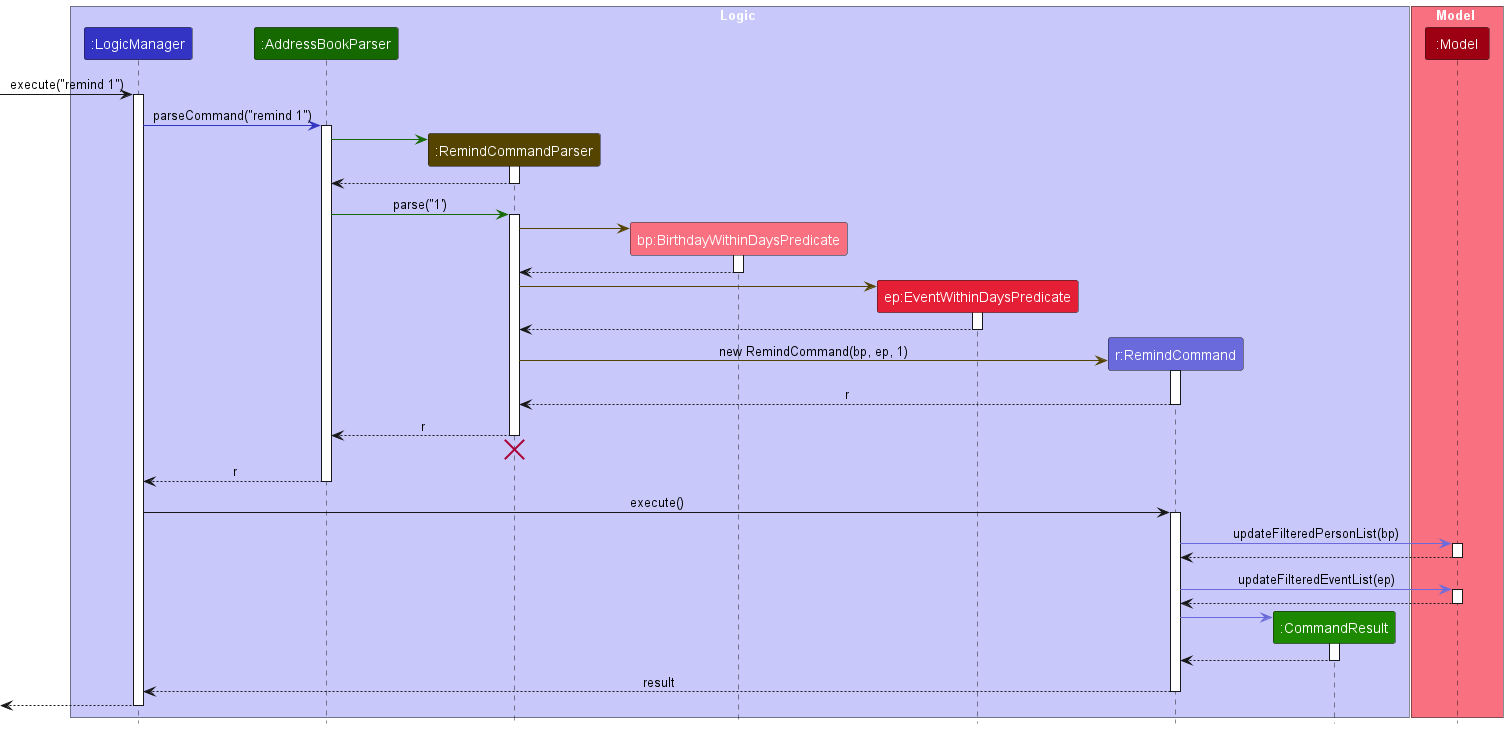 Logic
Model
:LogicManager
:AddressBookParser
:Model
execute("remind 1")
parseCommand("remind 1")
:RemindCommandParser
parse("1')
bp:BirthdayWithinDaysPredicate
ep:EventWithinDaysPredicate
new RemindCommand(bp, ep, 1)
r:RemindCommand
r
r
r
execute()
updateFilteredPersonList(bp)
updateFilteredEventList(ep)
:CommandResult
result